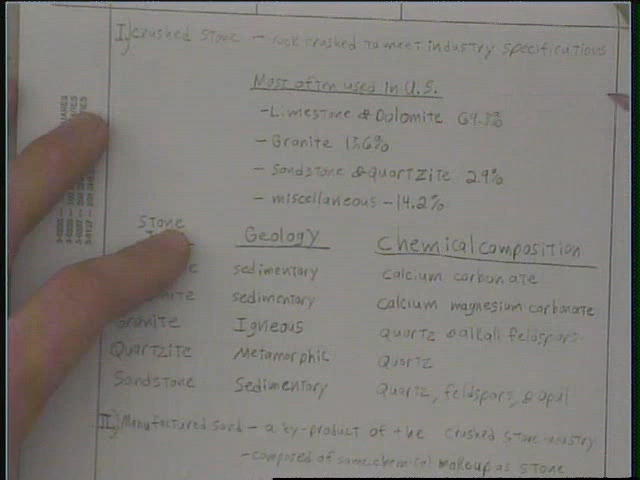 I) crushed stone - rock crushed to meet industry specifications
Most often used in U.S.
- Limestone & Dolomite 69.3%
- Granite 13.6%
- Sandstone & quartzite 2.9%
- miscellaneous - 14.2%
Stone Geology Chemical composition
sedimentary calcium carbonate
sedimentary calcium magnesium carbonate
Granite Igneous quartz & alkali feldspars
Quartzite Metamorphic Quartz
Sandstone Sedimentary Quartz, feldspars, & opal
II) Manufactured sand - a by-product of the crushed stone industry
- composed of same chemical makeup as stone